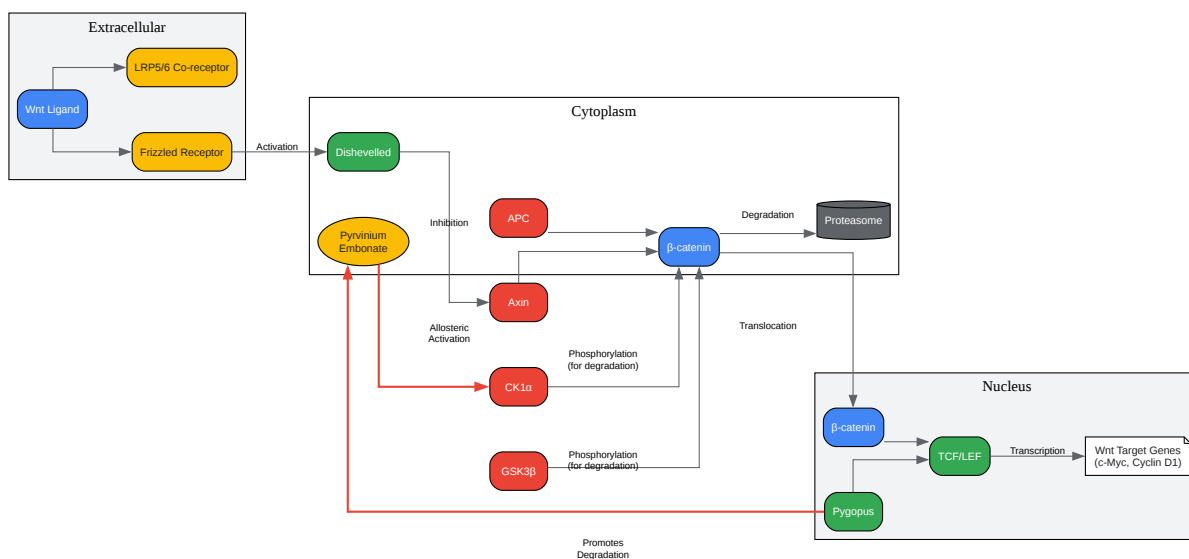 Extracellular
LRP5/6 Co-receptor
Wnt Ligand
Frizzled Receptor
Activation
Cytoplasm
Dishevelled
Inhibition
APC
Degradation
Proteasome
Pyrvinium
Embonate
β-catenin
Axin
Allosteric
Activation
Translocation
Phosphorylation
(for degradation)
CK1α
Phosphorylation
(for degradation)
GSK3β
Nucleus
β-catenin
TCF/LEF
Transcription
Wnt Target Genes
(c-Myc, Cyclin D1)
Pygopus
Promotes
Degradation